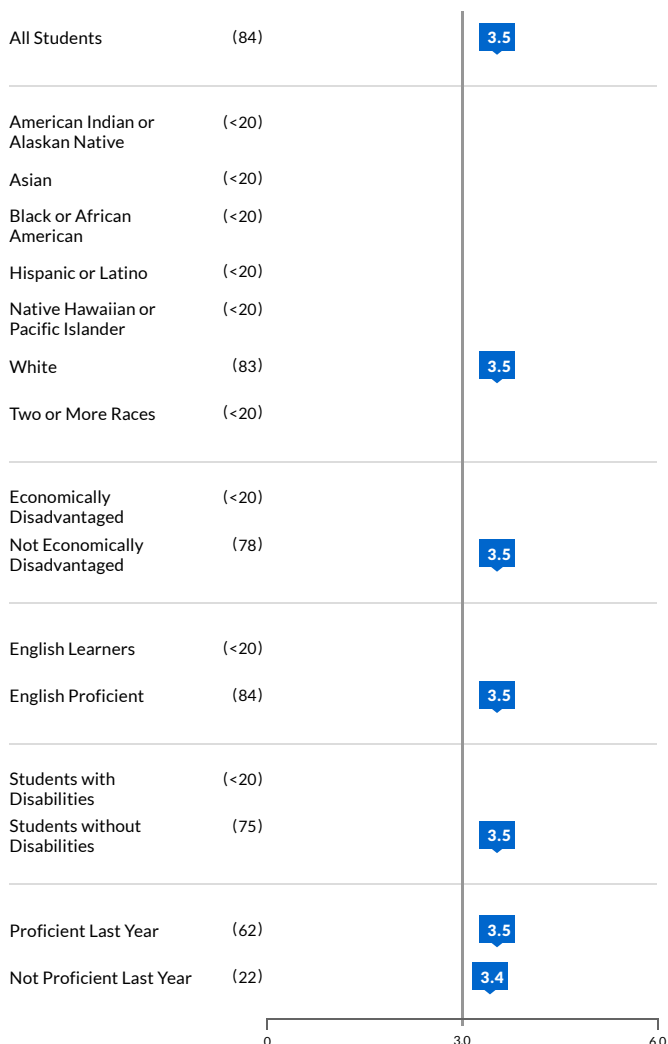 All Students (84) 3.5
American Indian or (<20)
Alaskan Native
Asian (<20)
Black or African (<20)
American
Hispanic or Latino (<20)
Native Hawaiian or (<20)
Pacific Islander
White (83) 3.5
Two or More Races (<20)
Economically (<20)
Disadvantaged
Not Economically (78) 3.5
Disadvantaged
English Learners (<20)
English Proficient (84) 3.5
Students with (<20)
Disabilities
Students without (75) 3.5
Disabilities
Proficient Last Year (62) 3.5
Not Proficient Last Year (22) 3.4
0 3.0 6.0